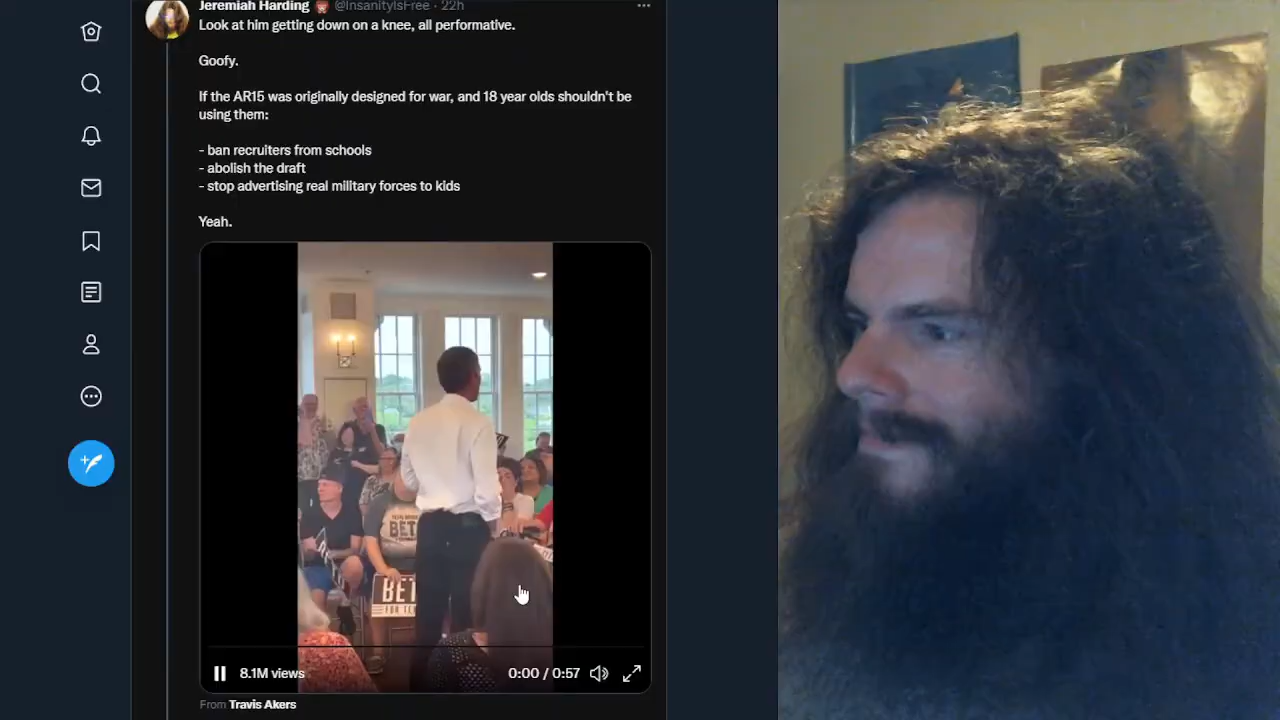 Jeremiah Harding @InsanityIsFree · 22h
Look at him getting down on a knee, all performative.
Goofy.
If the AR15 was originally designed for war, and 18 year olds shouldn't be
using them:
- ban recruiters from schools
- abolish the draft
- stop advertising real military forces to kids
Yeah.
BET
BET
8.1M views
0:00 / 0:57
From Travis Akers